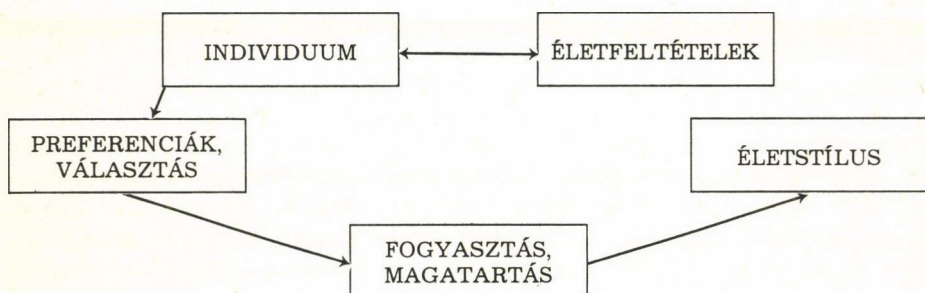 INDIVIDUUM
ÉLETFELTÉTELEK
PREFERENCIÁK,
VÁLASZTÁS
ÉLETSTÍLUS
FOGYASZTÁS,
MAGATARTÁS